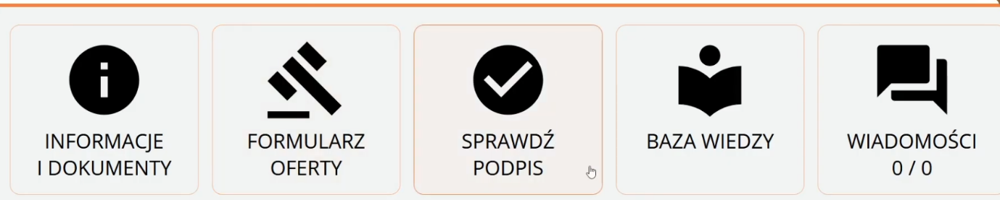 INFORMACJE
I DOKUMENTY
FORMULARZ
OFERTY
SPRAWDŹ
PODPIS
BAZA WIEDZY
WIADOMOŚCI
0 / 0